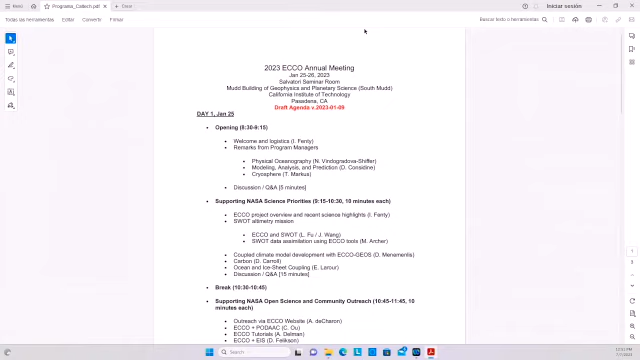 Menú
Programa_Caltech.pdf
Crear
Iniciar sesión
Todas las herramientas
Editar
Convertir
Firmar
Buscar texto o herramientas
2023 ECCO Annual Meeting
Jan 25-26, 2023
Salvatori Seminar Room
Mudd Building of Geophysics and Planetary Science (South Mudd)
California Institute of Technology
Pasadena, CA
Draft Agenda v.2023-01-09
DAY 1, Jan 25
• Opening (8:30-9:15)
• Welcome and logistics (I. Fenty)
• Remarks from Program Managers
• Physical Oceanography (N. Vindogradova-Shiffer)
• Modeling, Analysis, and Prediction (D. Considine)
• Cryosphere (T. Markus)
• Discussion / Q&A [5 minutes]
• Supporting NASA Science Priorities (9:15-10:30, 10 minutes each)
• ECCO project overview and recent science highlights (I. Fenty)
• SWOT altimetry mission
• ECCO and SWOT (L. Fu / J. Wang)
• SWOT data assimilation using ECCO tools (M. Archer)
• Coupled climate model development with ECCO-GEOS (D. Menemenlis)
• Carbon (D. Carroll)
• Ocean and Ice-Sheet Coupling (E. Larour)
• Discussion / Q&A [15 minutes]
• Break (10:30-10:45)
• Supporting NASA Open Science and Community Outreach (10:45-11:45, 10
minutes each)
• Outreach via ECCO Website (A. deCharon)
• ECCO + PODAAC (C. Ou)
• ECCO Tutorials (A. Delman)
• ECCO + EIS (D. Felikson)
1
Search